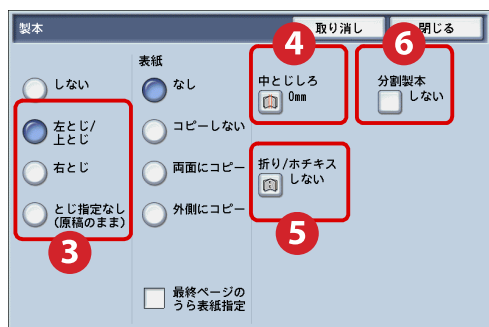 製本
取り消し
閉じる
4
6
表紙
しない
なし
中とじしろ
0mm
分割製本
しない
左とじ/
上とじ
コピーしない
右とじ
両面にコピー
折り/ホチキス
しない
とじ指定なし
(原稿のまま)
外側にコピー
3
5
最終ページの
うら表紙指定